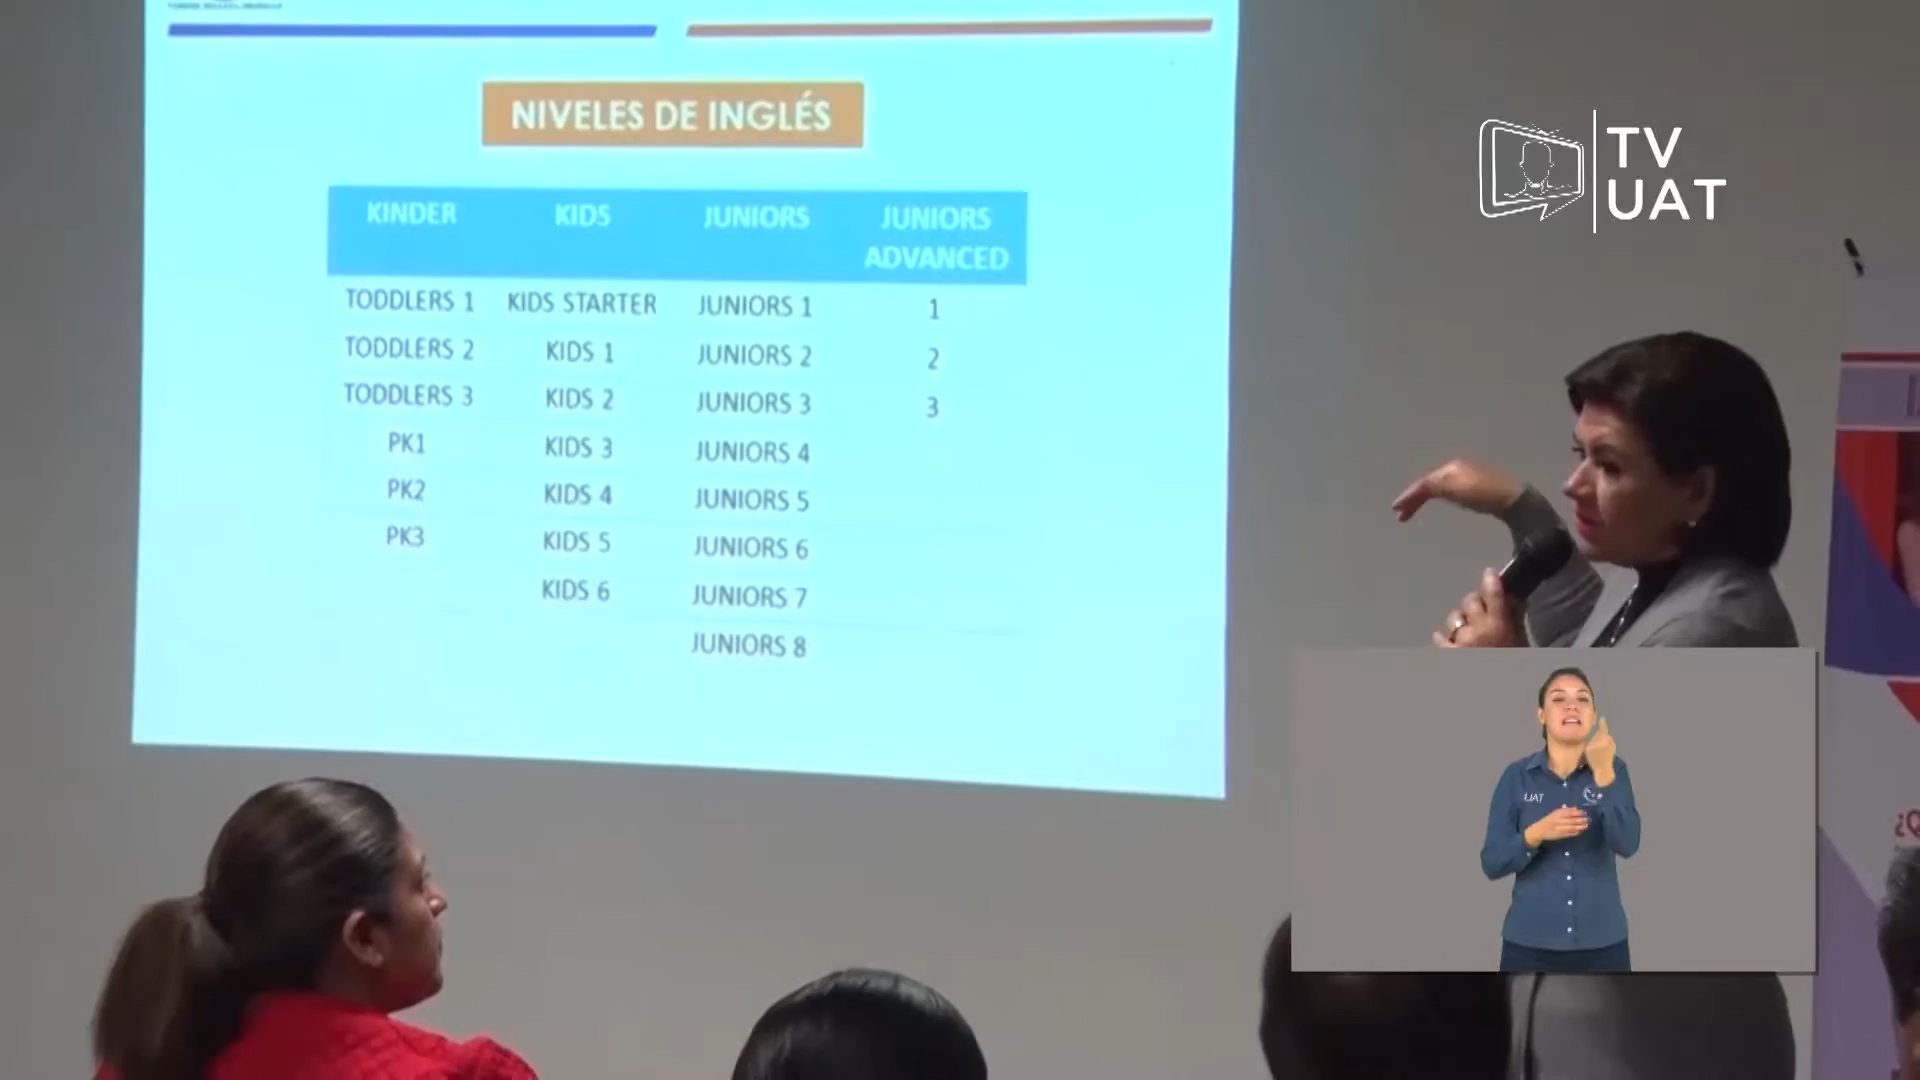 NIVELES DE INGLÉS
KINDER KIDS JUNIORS JUNIORS ADVANCED
TODDLERS 1 KIDS STARTER JUNIORS 1 1
TODDLERS 2 KIDS 1 JUNIORS 2 2
TODDLERS 3 KIDS 2 JUNIORS 3 3
PK1 KIDS 3 JUNIORS 4
PK2 KIDS 4 JUNIORS 5
PK3 KIDS 5 JUNIORS 6
KIDS 6 JUNIORS 7
JUNIORS 8
TV
UAT
UAT